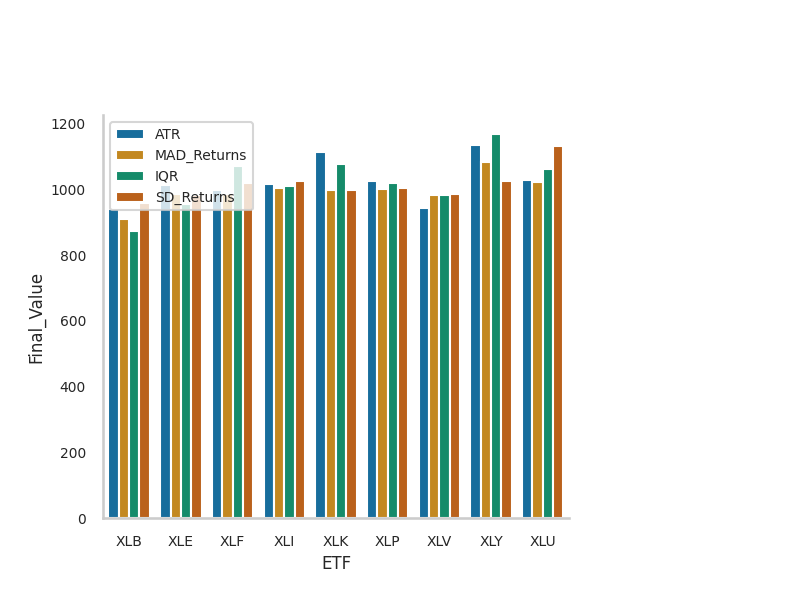 1200
1000
800
600
400
200
0
Final_Value
ATR
MAD_Returns
IQR
SD_Returns
XLB XLE XLF XLI XLK XLP XLV XLY XLU
ETF